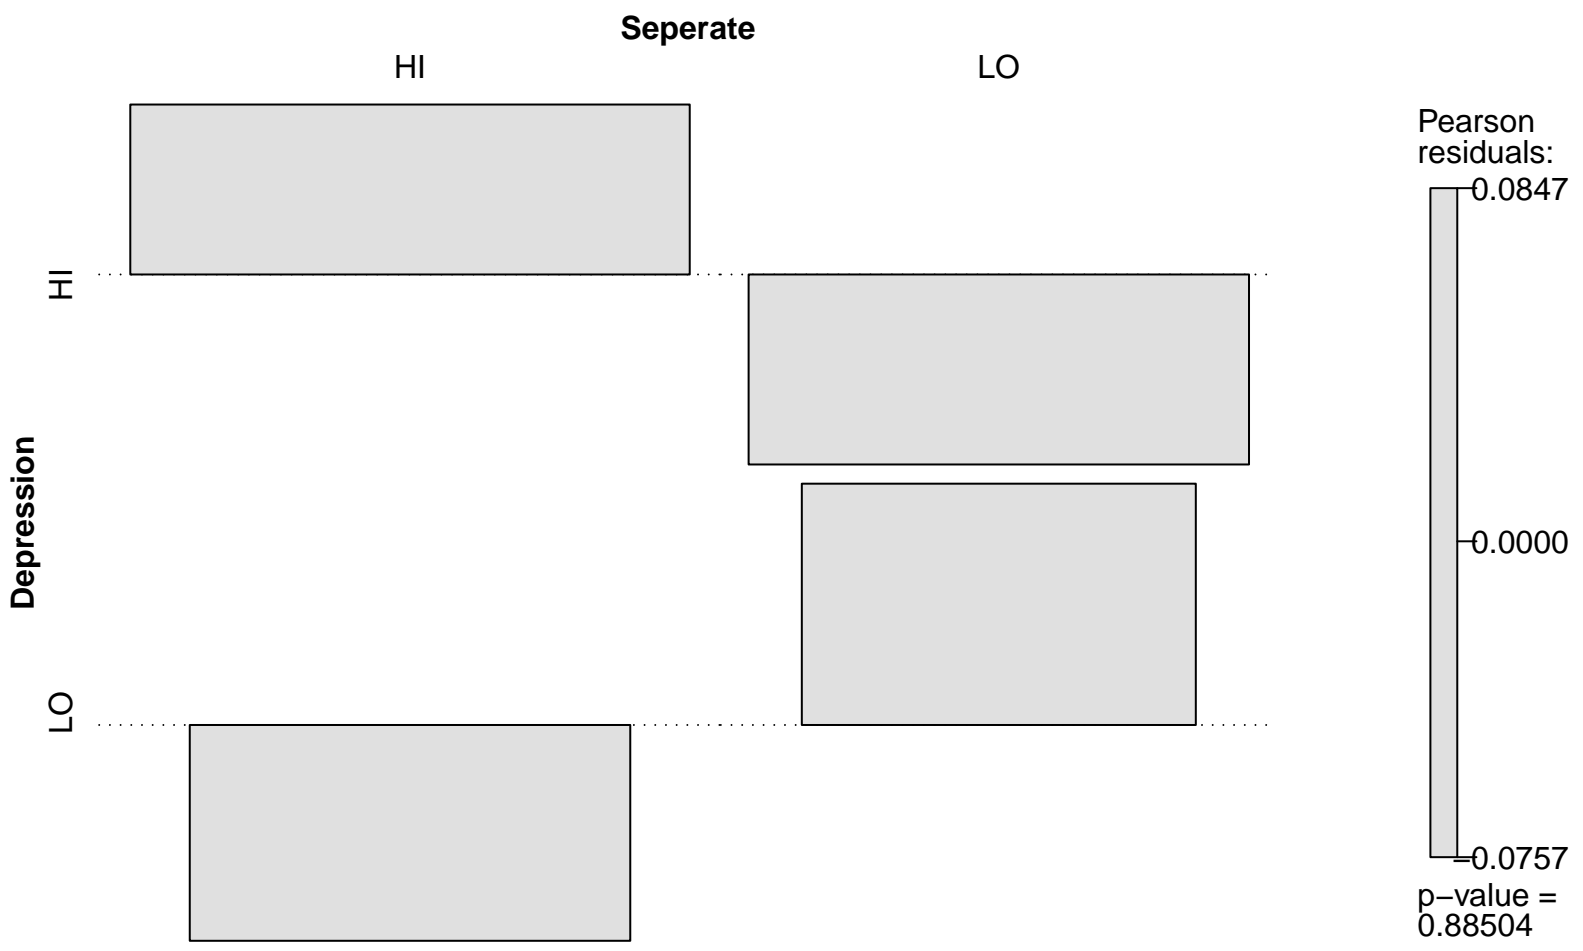 Seperate
HI LO
Depression
HI
LO
Pearson
residuals:
0.0847
0.0000
−0.0757
p−value =
0.88504